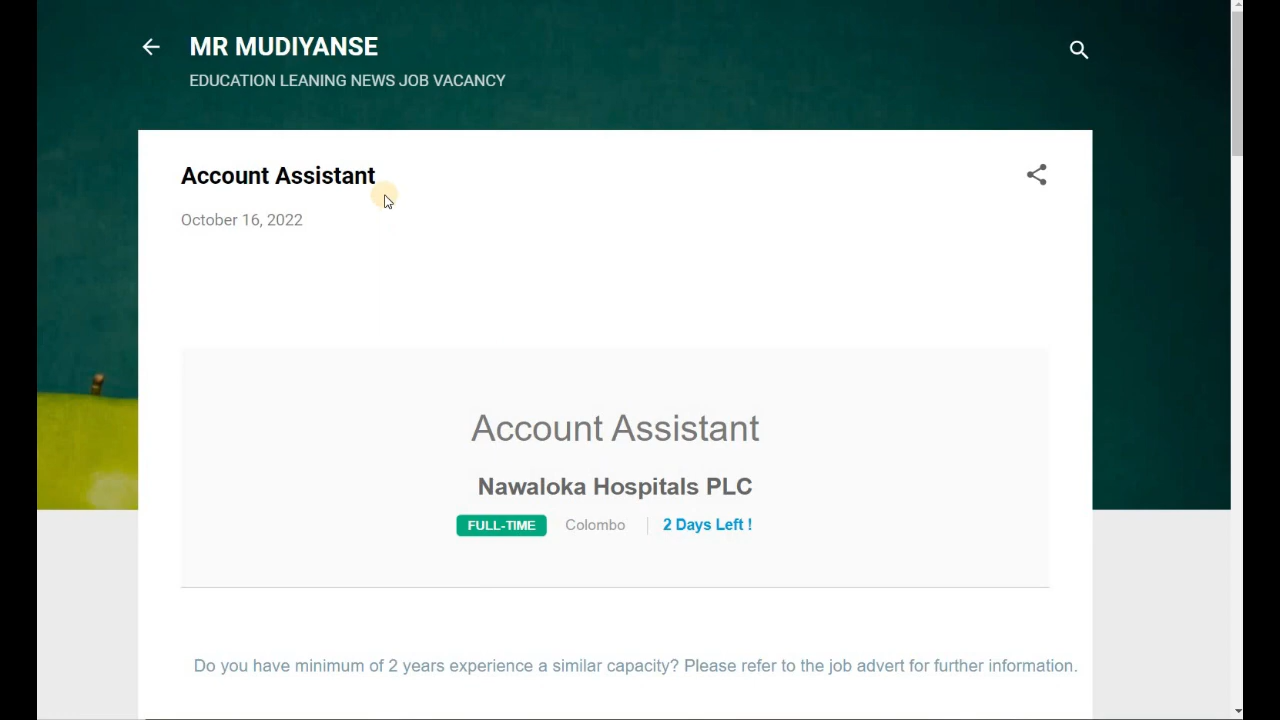 MR MUDIYANSE
EDUCATION LEANING NEWS JOB VACANCY
Account Assistant
October 16, 2022
Account Assistant
Nawaloka Hospitals PLC
FULL-TIME Colombo 2 Days Left !
Do you have minimum of 2 years experience a similar capacity? Please refer to the job advert for further information.